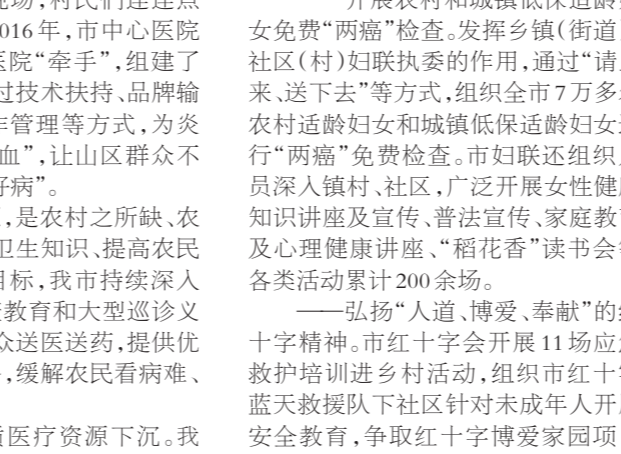 现场,村民们连连点
016年,市中心医院
医院“牵手”,组建了
过技术扶持、品牌输
作管理等方式,为炎
血”,让山区群众不
好病”。
,是农村之所缺、农
卫生知识、提高农民
目标,我市持续深入
教育和大型巡诊义
众送医送药,提供优
,缓解农民看病难、
医疗资源下沉。我
开展农村和城镇低保适龄
女免费“两癌”检查。发挥乡镇(街道
社区(村)妇联执委的作用,通过“请
来、送下去”等方式,组织全市7万多
农村适龄妇女和城镇低保适龄妇女
行“两癌”免费检查。市妇联还组织
员深入镇村、社区,广泛开展女性健
知识讲座及宣传、普法宣传、家庭教
及心理健康讲座、“稻花香”读书会
各类活动累计200余场。
——弘扬“人道、博爱、奉献”的
十字精神。市红十字会开展11场应
救护培训进乡村活动,组织市红十
蓝天救援队下社区针对未成年人开
安全教育,争取红十字博爱家园项